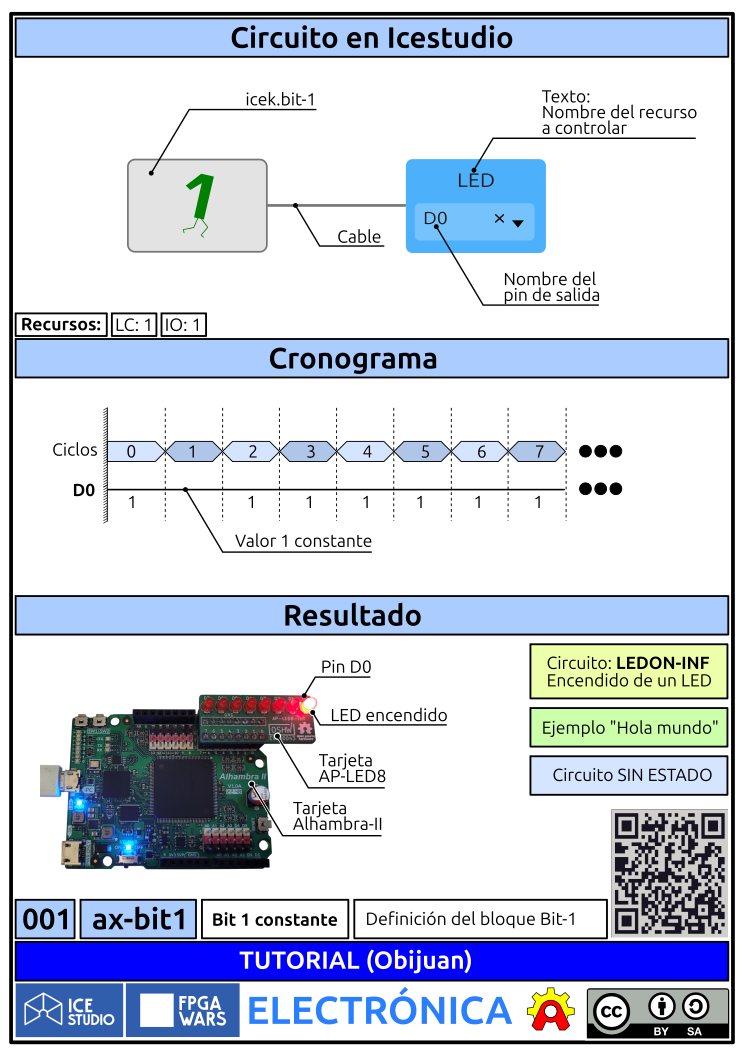 Circuito en Icestudio
icek.bit-1
Texto:
Nombre del recurso
a controlar
1
LED
D0 × ▼
Cable
Nombre del
pin de salida
Recursos: LC: 1 IO: 1
Cronograma
Ciclos 0 1 2 3 4 5 6 7
D0
1 1 1 1 1 1 1
Valor 1 constante
Resultado
Pin D0
LED encendido
Tarjeta
AP-LED8
Tarjeta
Alhambra-II
Alhambra II
Circuito: LEDON-INF
Encendido de un LED
Ejemplo "Hola mundo"
Circuito SIN ESTADO
001 ax-bit1 Bit 1 constante Definición del bloque Bit-1
TUTORIAL (Obijuan)
ICE
STUDIO
FPGA
WARS
ELECTRÓNICA
cc
BY SA